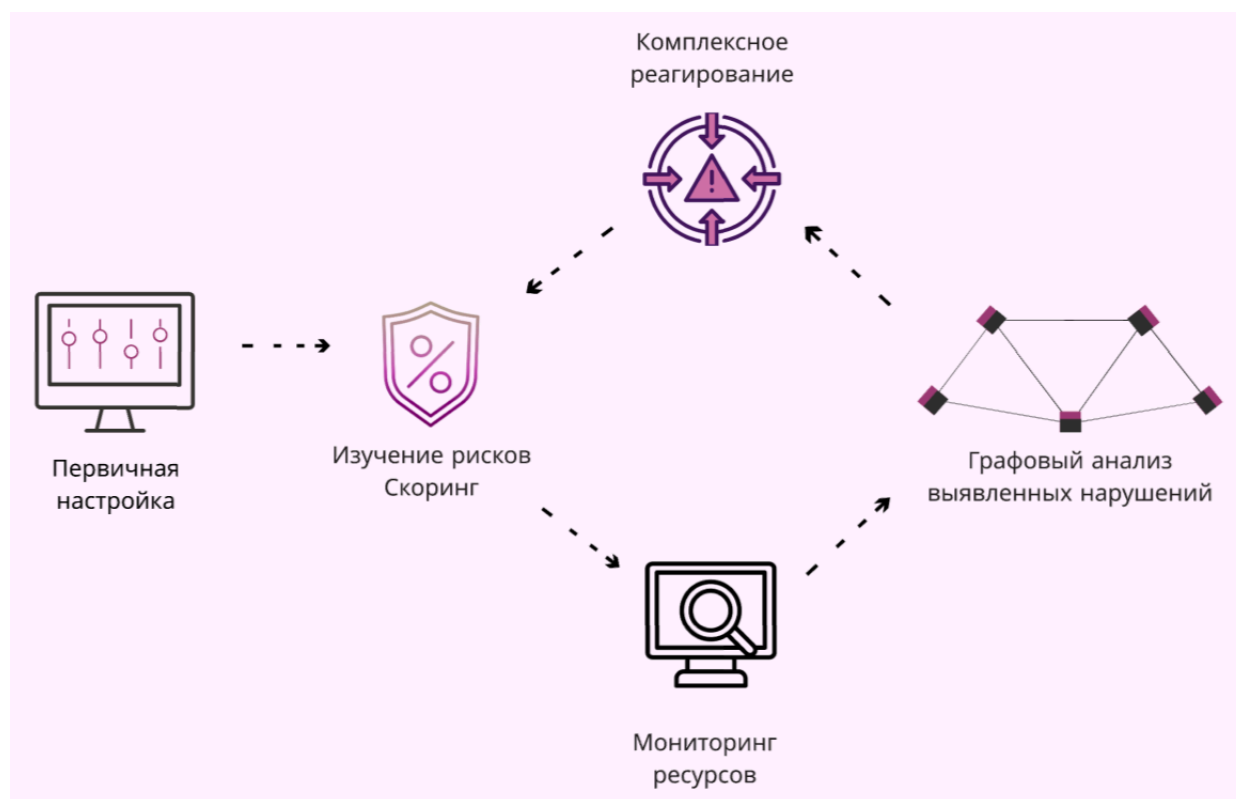 Комплексное
реагирование
Первичная
настройка
Изучение рисков
Скоринг
Графовый анализ
выявленных нарушений
Мониторинг
ресурсов